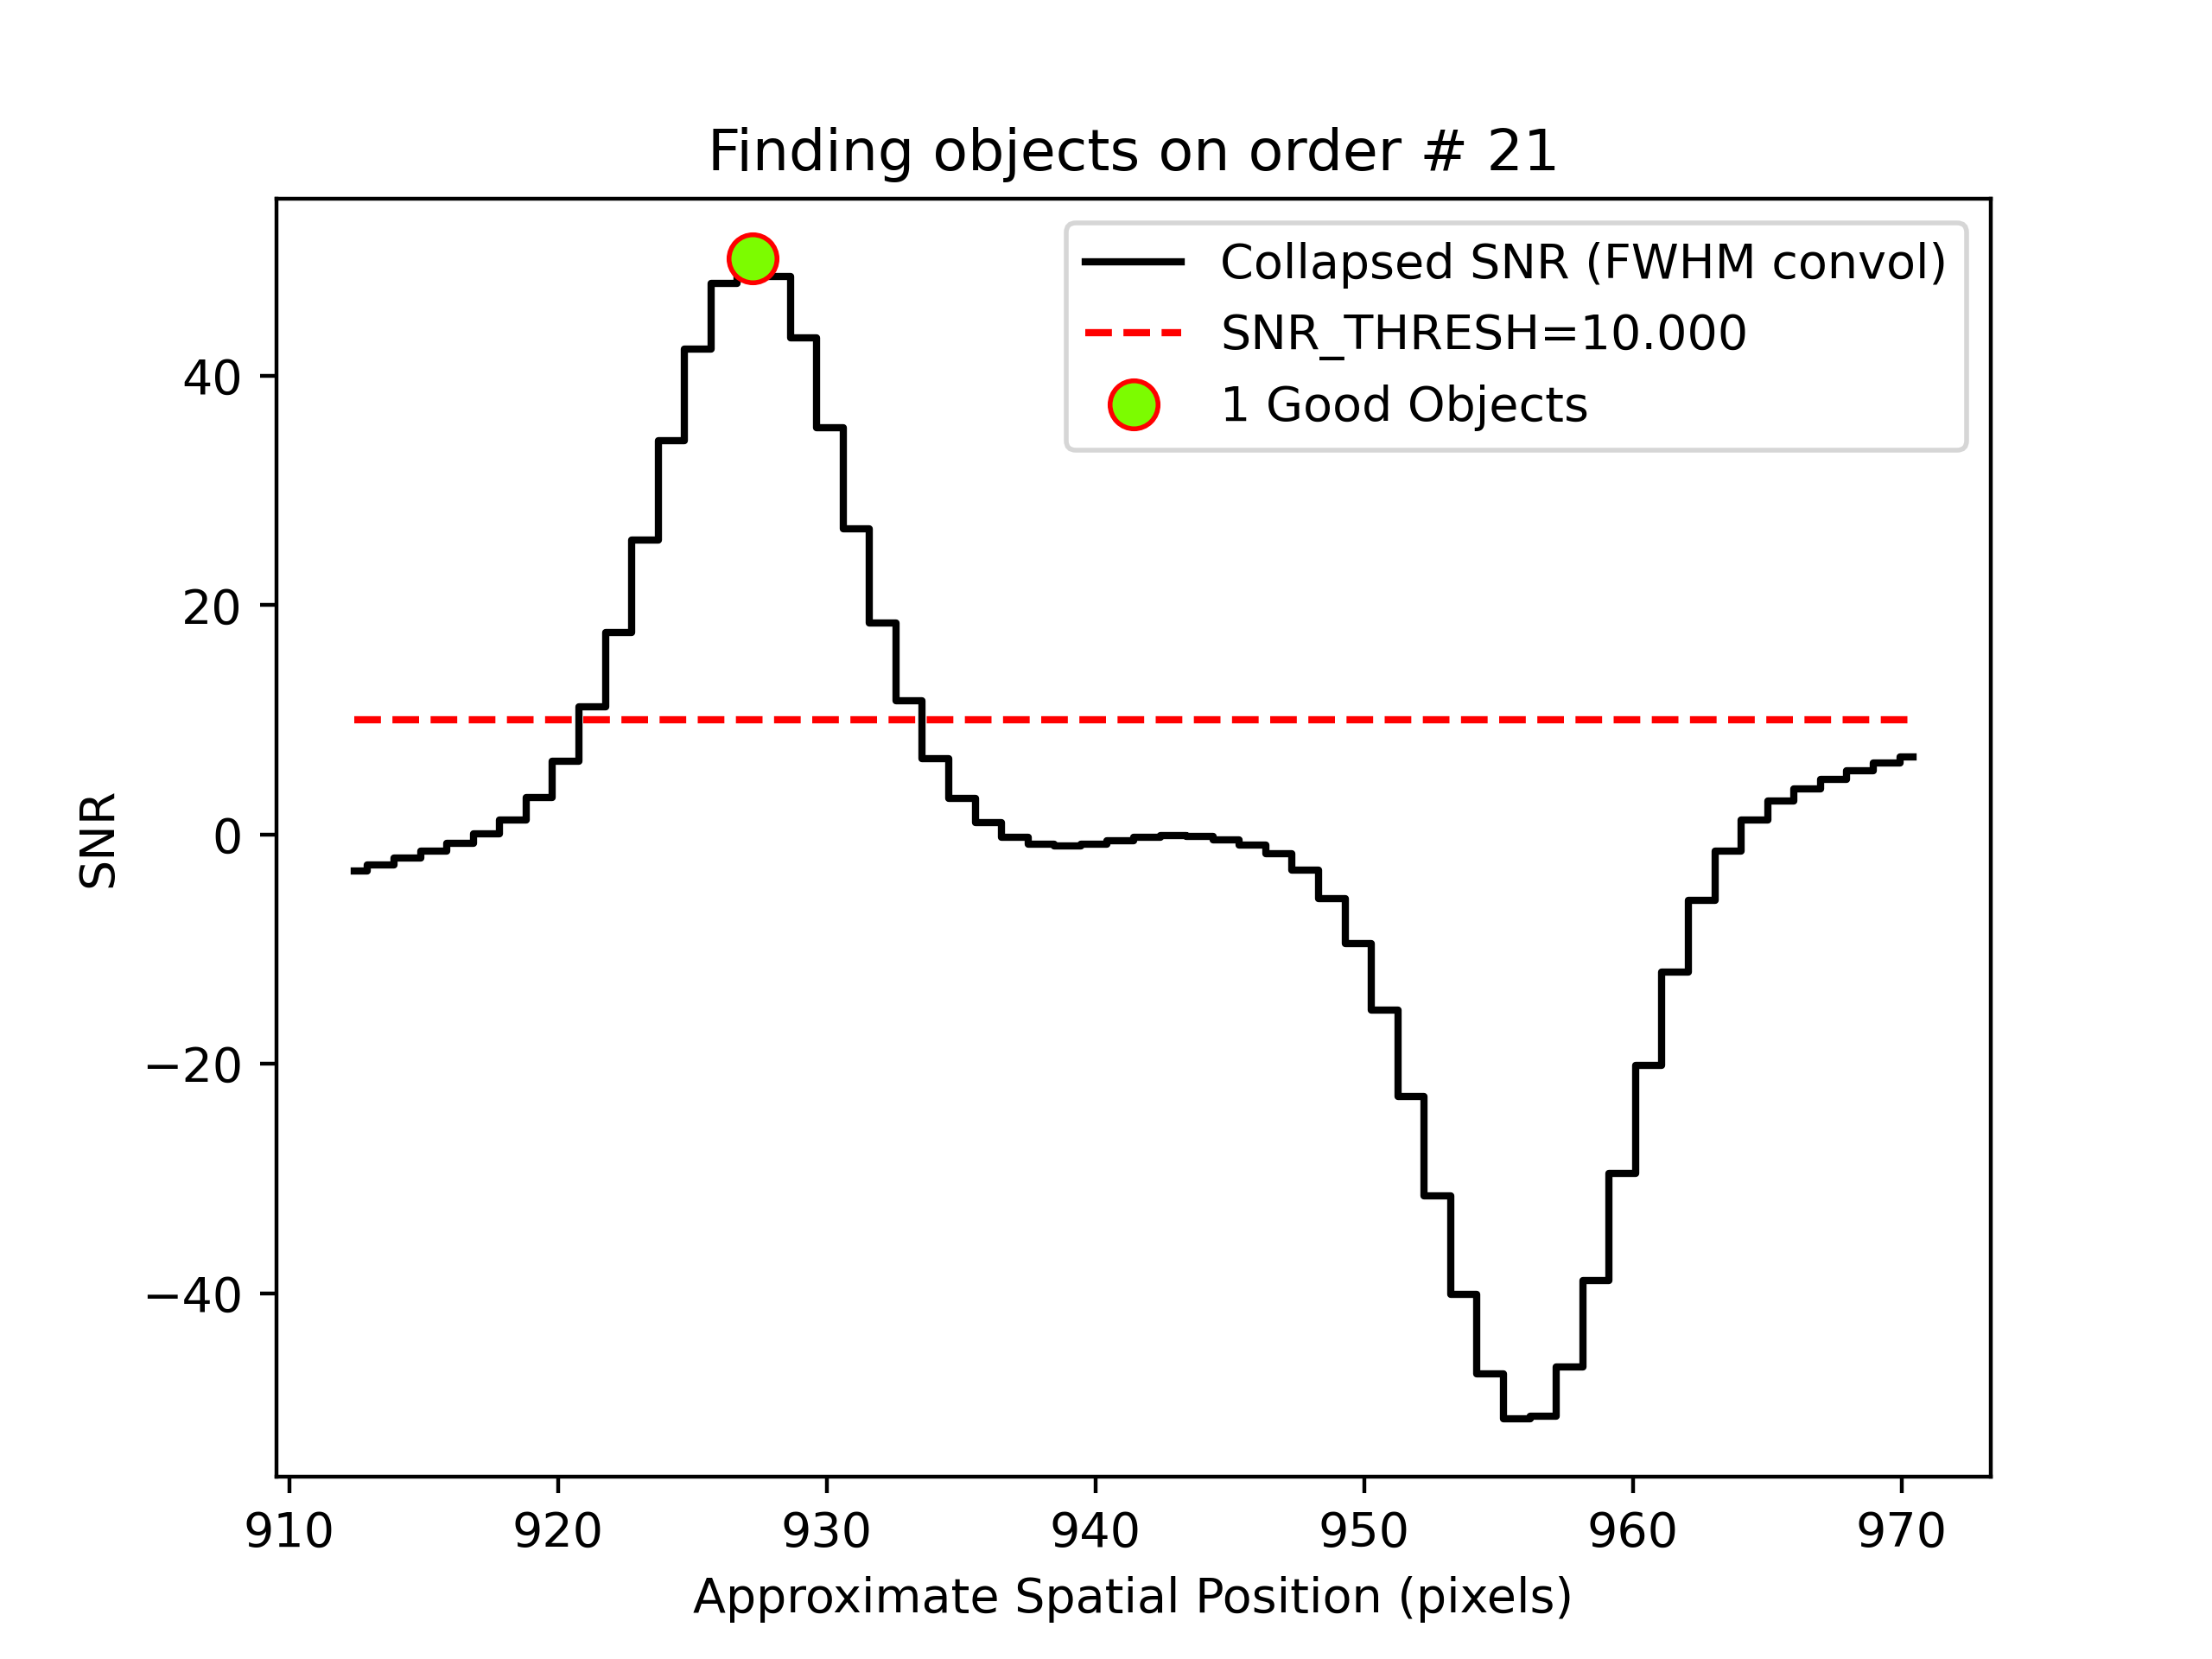 Finding objects on order # 21
Collapsed SNR (FWHM convol)
SNR_THRESH=10.000
1 Good Objects
40
20
0
−20
−40
SNR
910 920 930 940 950 960 970
Approximate Spatial Position (pixels)